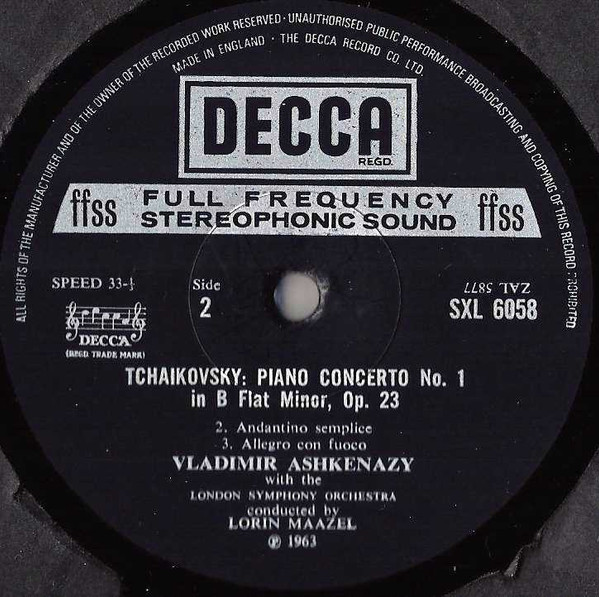 ALL RIGHTS OF THE MANUFACTURER AND OF THE OWNER OF THE RECORDED WORK RESERVED · UNAUTHORISED PUBLIC PERFORMANCE BROADCASTING AND COPYING OF THIS RECORD PROHIBITED
MADE IN ENGLAND · THE DECCA RECORD CO. LTD.
DECCA
REGD.
ffss FULL FREQUENCY STEREOPHONIC SOUND ffss
SPEED 33-⅓
Side
2
ZAL 5877
SXL 6058
DECCA
(REGD TRADE MARK)
TCHAIKOVSKY: PIANO CONCERTO No. 1
in B Flat Minor, Op. 23
2. Andantino semplice
3. Allegro con fuoco
VLADIMIR ASHKENAZY
with the
LONDON SYMPHONY ORCHESTRA
conducted by
LORIN MAAZEL
℗ 1963